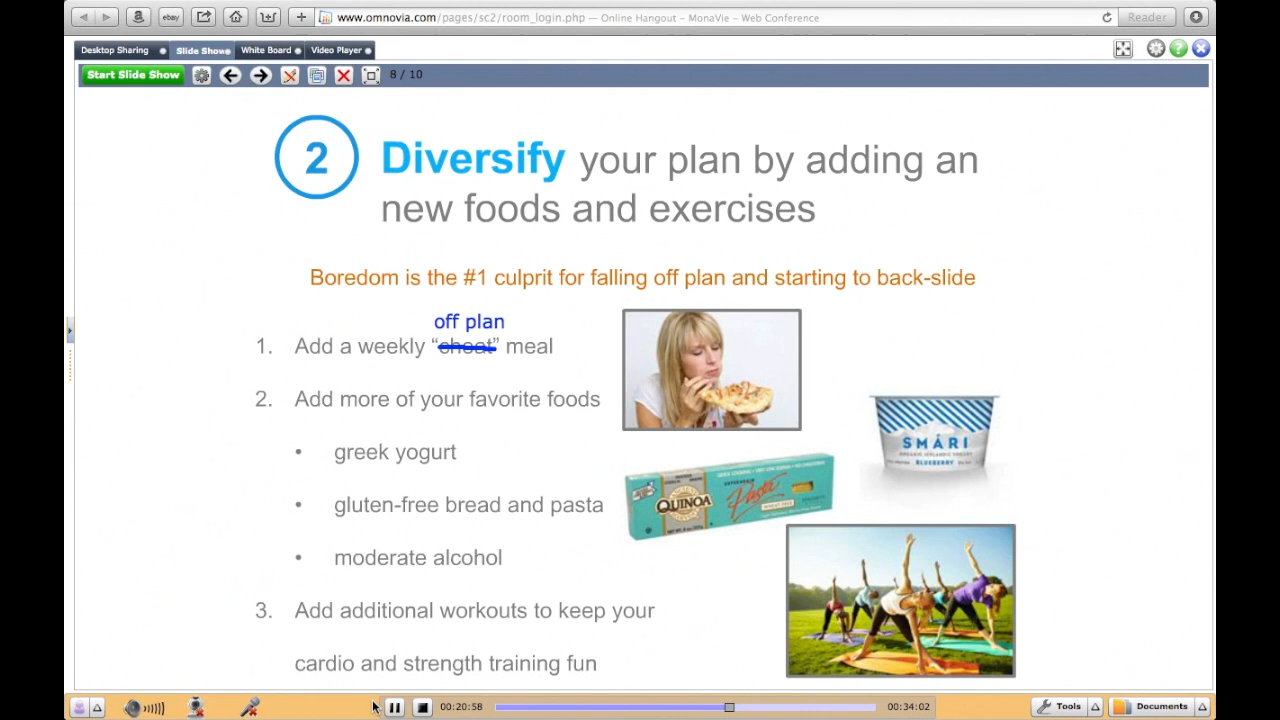 ebay
www.omnovia.com/pages/sc2/room_login.php — Online Hangout – MonaVie – Web Conference
Reader
Desktop Sharing
Slide Show
White Board
Video Player
Start Slide Show
8 / 10
2
Diversify your plan by adding an
new foods and exercises
Boredom is the #1 culprit for falling off plan and starting to back-slide
off plan
1. Add a weekly “cheat” meal
2. Add more of your favorite foods
• greek yogurt
• gluten-free bread and pasta
• moderate alcohol
3. Add additional workouts to keep your
cardio and strength training fun
SMÁRI
ORGANIC ICELANDIC YOGURT
BLUEBERRY
QUINOA
Pasta
00:20:58
00:34:02
Tools
Documents